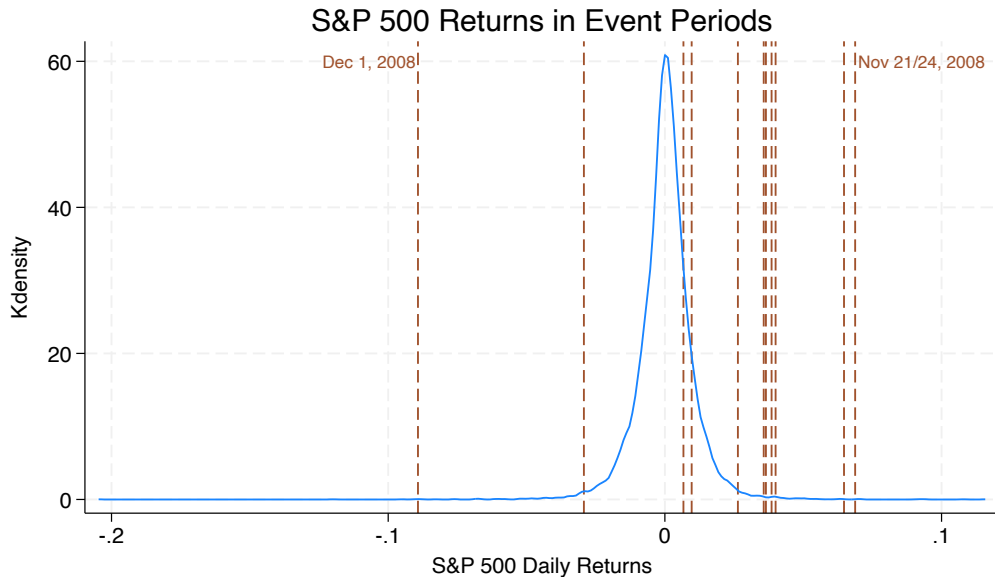 S&P 500 Returns in Event Periods
Dec 1, 2008
Nov 21/24, 2008
60
40
20
0
Kdensity
-.2
-.1
0
.1
S&P 500 Daily Returns